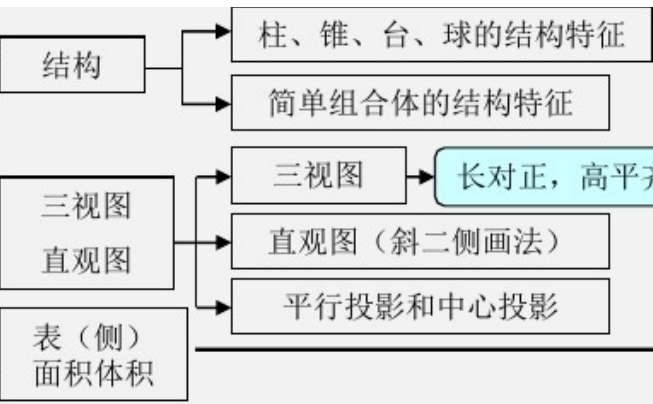 柱、锥、台、球的结构特征
结构
简单组合体的结构特征
三视图
长对正，高平齐
三视图
直观图
直观图（斜二侧画法）
平行投影和中心投影
表（侧）
面积体积